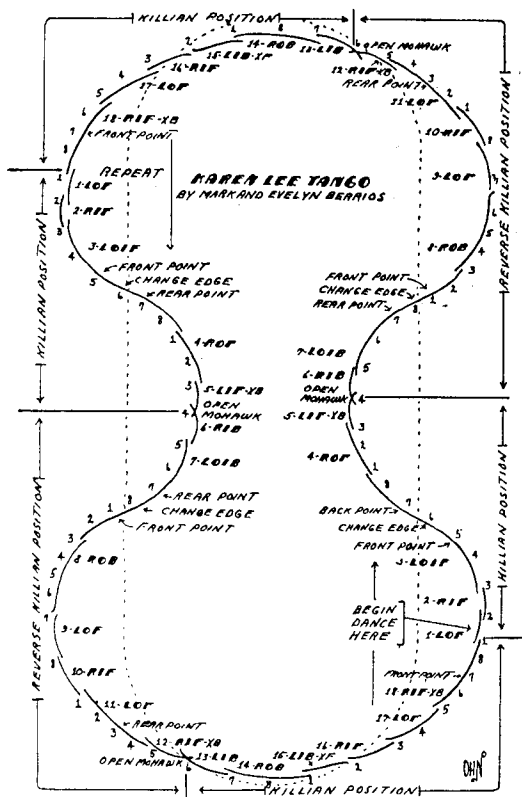 KILLIAN POSITION
14-ROB
13-LIB
OPEN MOHAWK
15-LIB-XF
12-RIF-XB
16-RIF
REAR POINT
17-LOF
11-LOF
18-RIF-XB
FRONT POINT
10-RIF
REPEAT
KAREN LEE TANGO
BY MARK AND EVELYN BERRIOS
1-LOF
9-LOF
2-RIF
REVERSE KILLIAN POSITION
KILLIAN POSITION
3-LOIF
8-ROB
FRONT POINT
CHANGE EDGE
REAR POINT
FRONT POINT
CHANGE EDGE
REAR POINT
4-ROF
7-LOIB
6-RIB
5-LIF-XB
OPEN
MOHAWK
OPEN
MOHAWK
6-RIB
5-LIF-XB
7-LOIB
4-ROF
REAR POINT
CHANGE EDGE
FRONT POINT
BACK POINT
CHANGE EDGE
FRONT POINT
3-LOIF
KILLIAN POSITION
REVERSE KILLIAN POSITION
8-ROB
2-RIF
BEGIN
DANCE
HERE
1-LOF
9-LOF
10-RIF
FRONT POINT
18-RIF-XB
11-LOF
17-LOF
REAR POINT
12-RIF-XB
16-RIF
OPEN MOHAWK
13-LIB
15-LIB-XF
14-ROB
KILLIAN POSITION